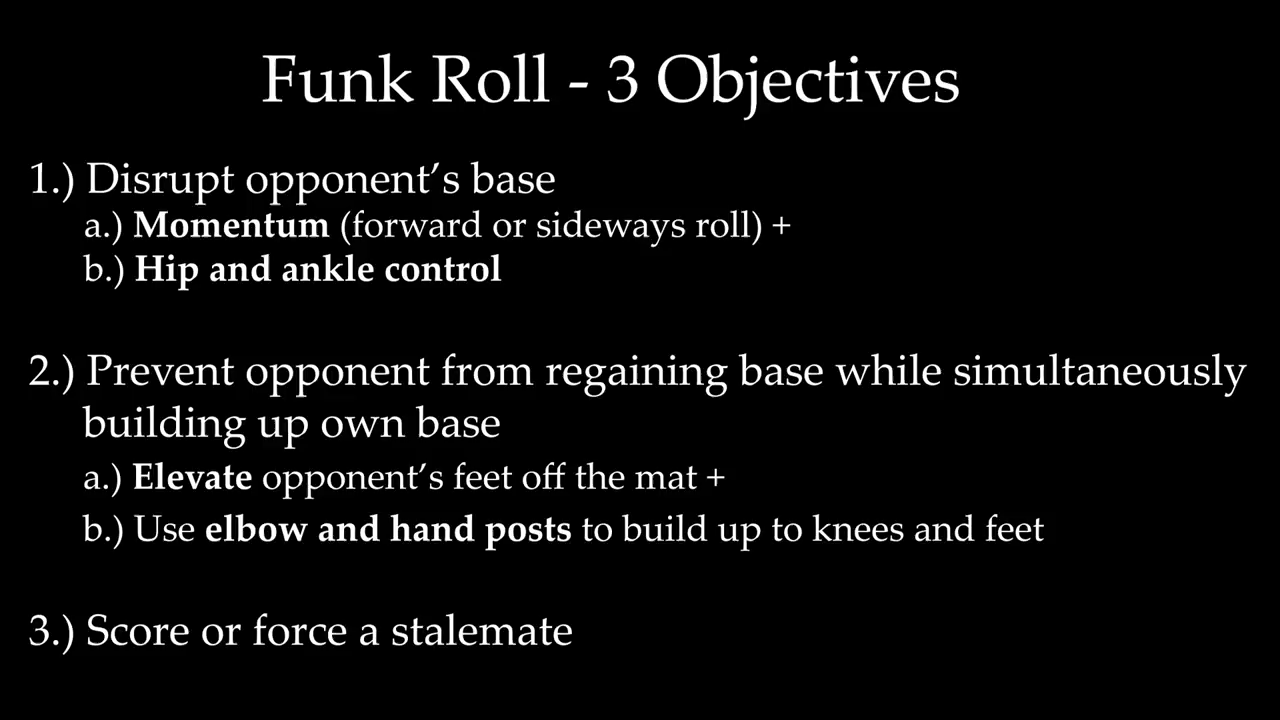 Funk Roll - 3 Objectives
1.) Disrupt opponent’s base
a.) Momentum (forward or sideways roll) +
b.) Hip and ankle control
2.) Prevent opponent from regaining base while simultaneously
building up own base
a.) Elevate opponent’s feet off the mat +
b.) Use elbow and hand posts to build up to knees and feet
3.) Score or force a stalemate